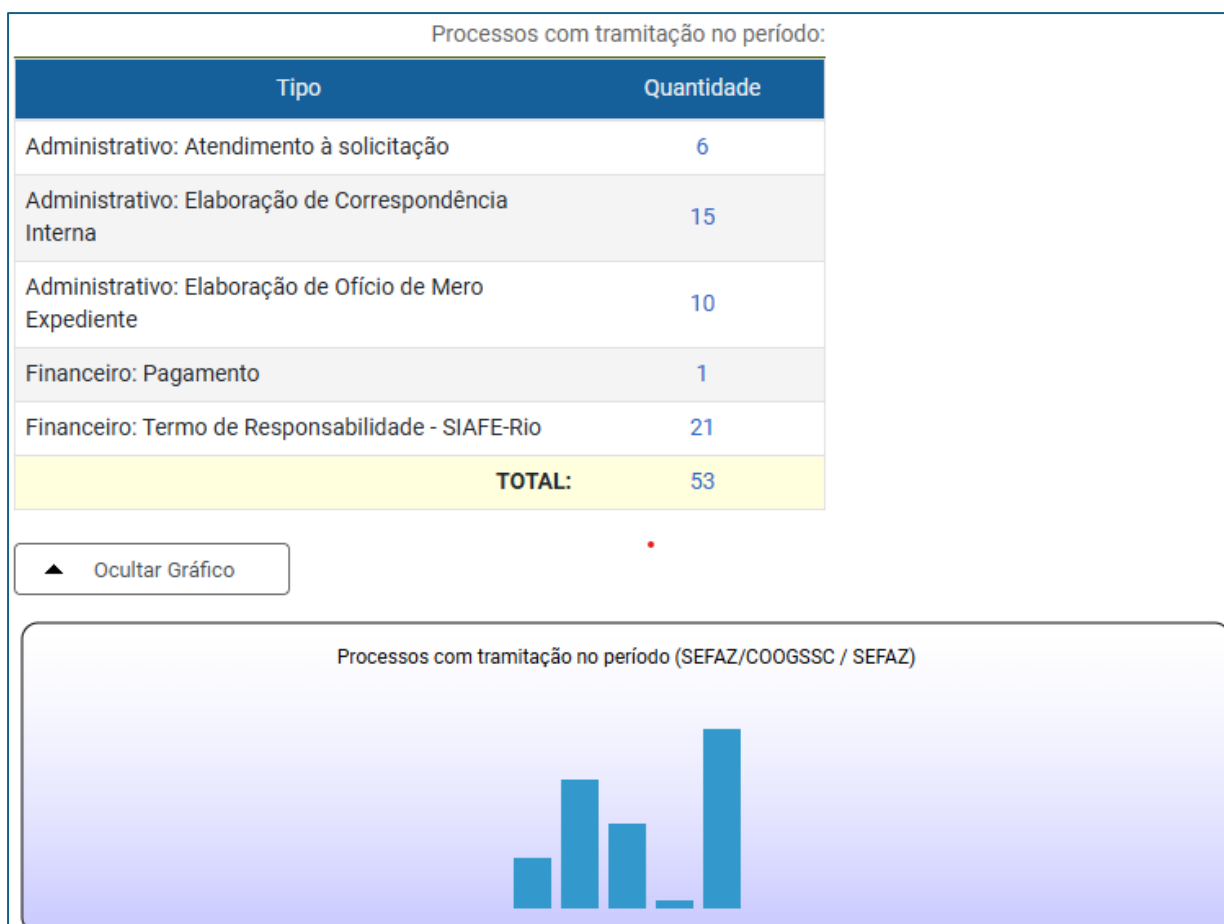 Processos com tramitação no período:
Tipo Quantidade
Administrativo: Atendimento à solicitação 6
Administrativo: Elaboração de Correspondência
Interna 15
Administrativo: Elaboração de Ofício de Mero
Expediente 10
Financeiro: Pagamento 1
Financeiro: Termo de Responsabilidade - SIAFE-Rio 21
TOTAL: 53
Ocultar Gráfico
Processos com tramitação no período (SEFAZ/COOGSSC / SEFAZ)